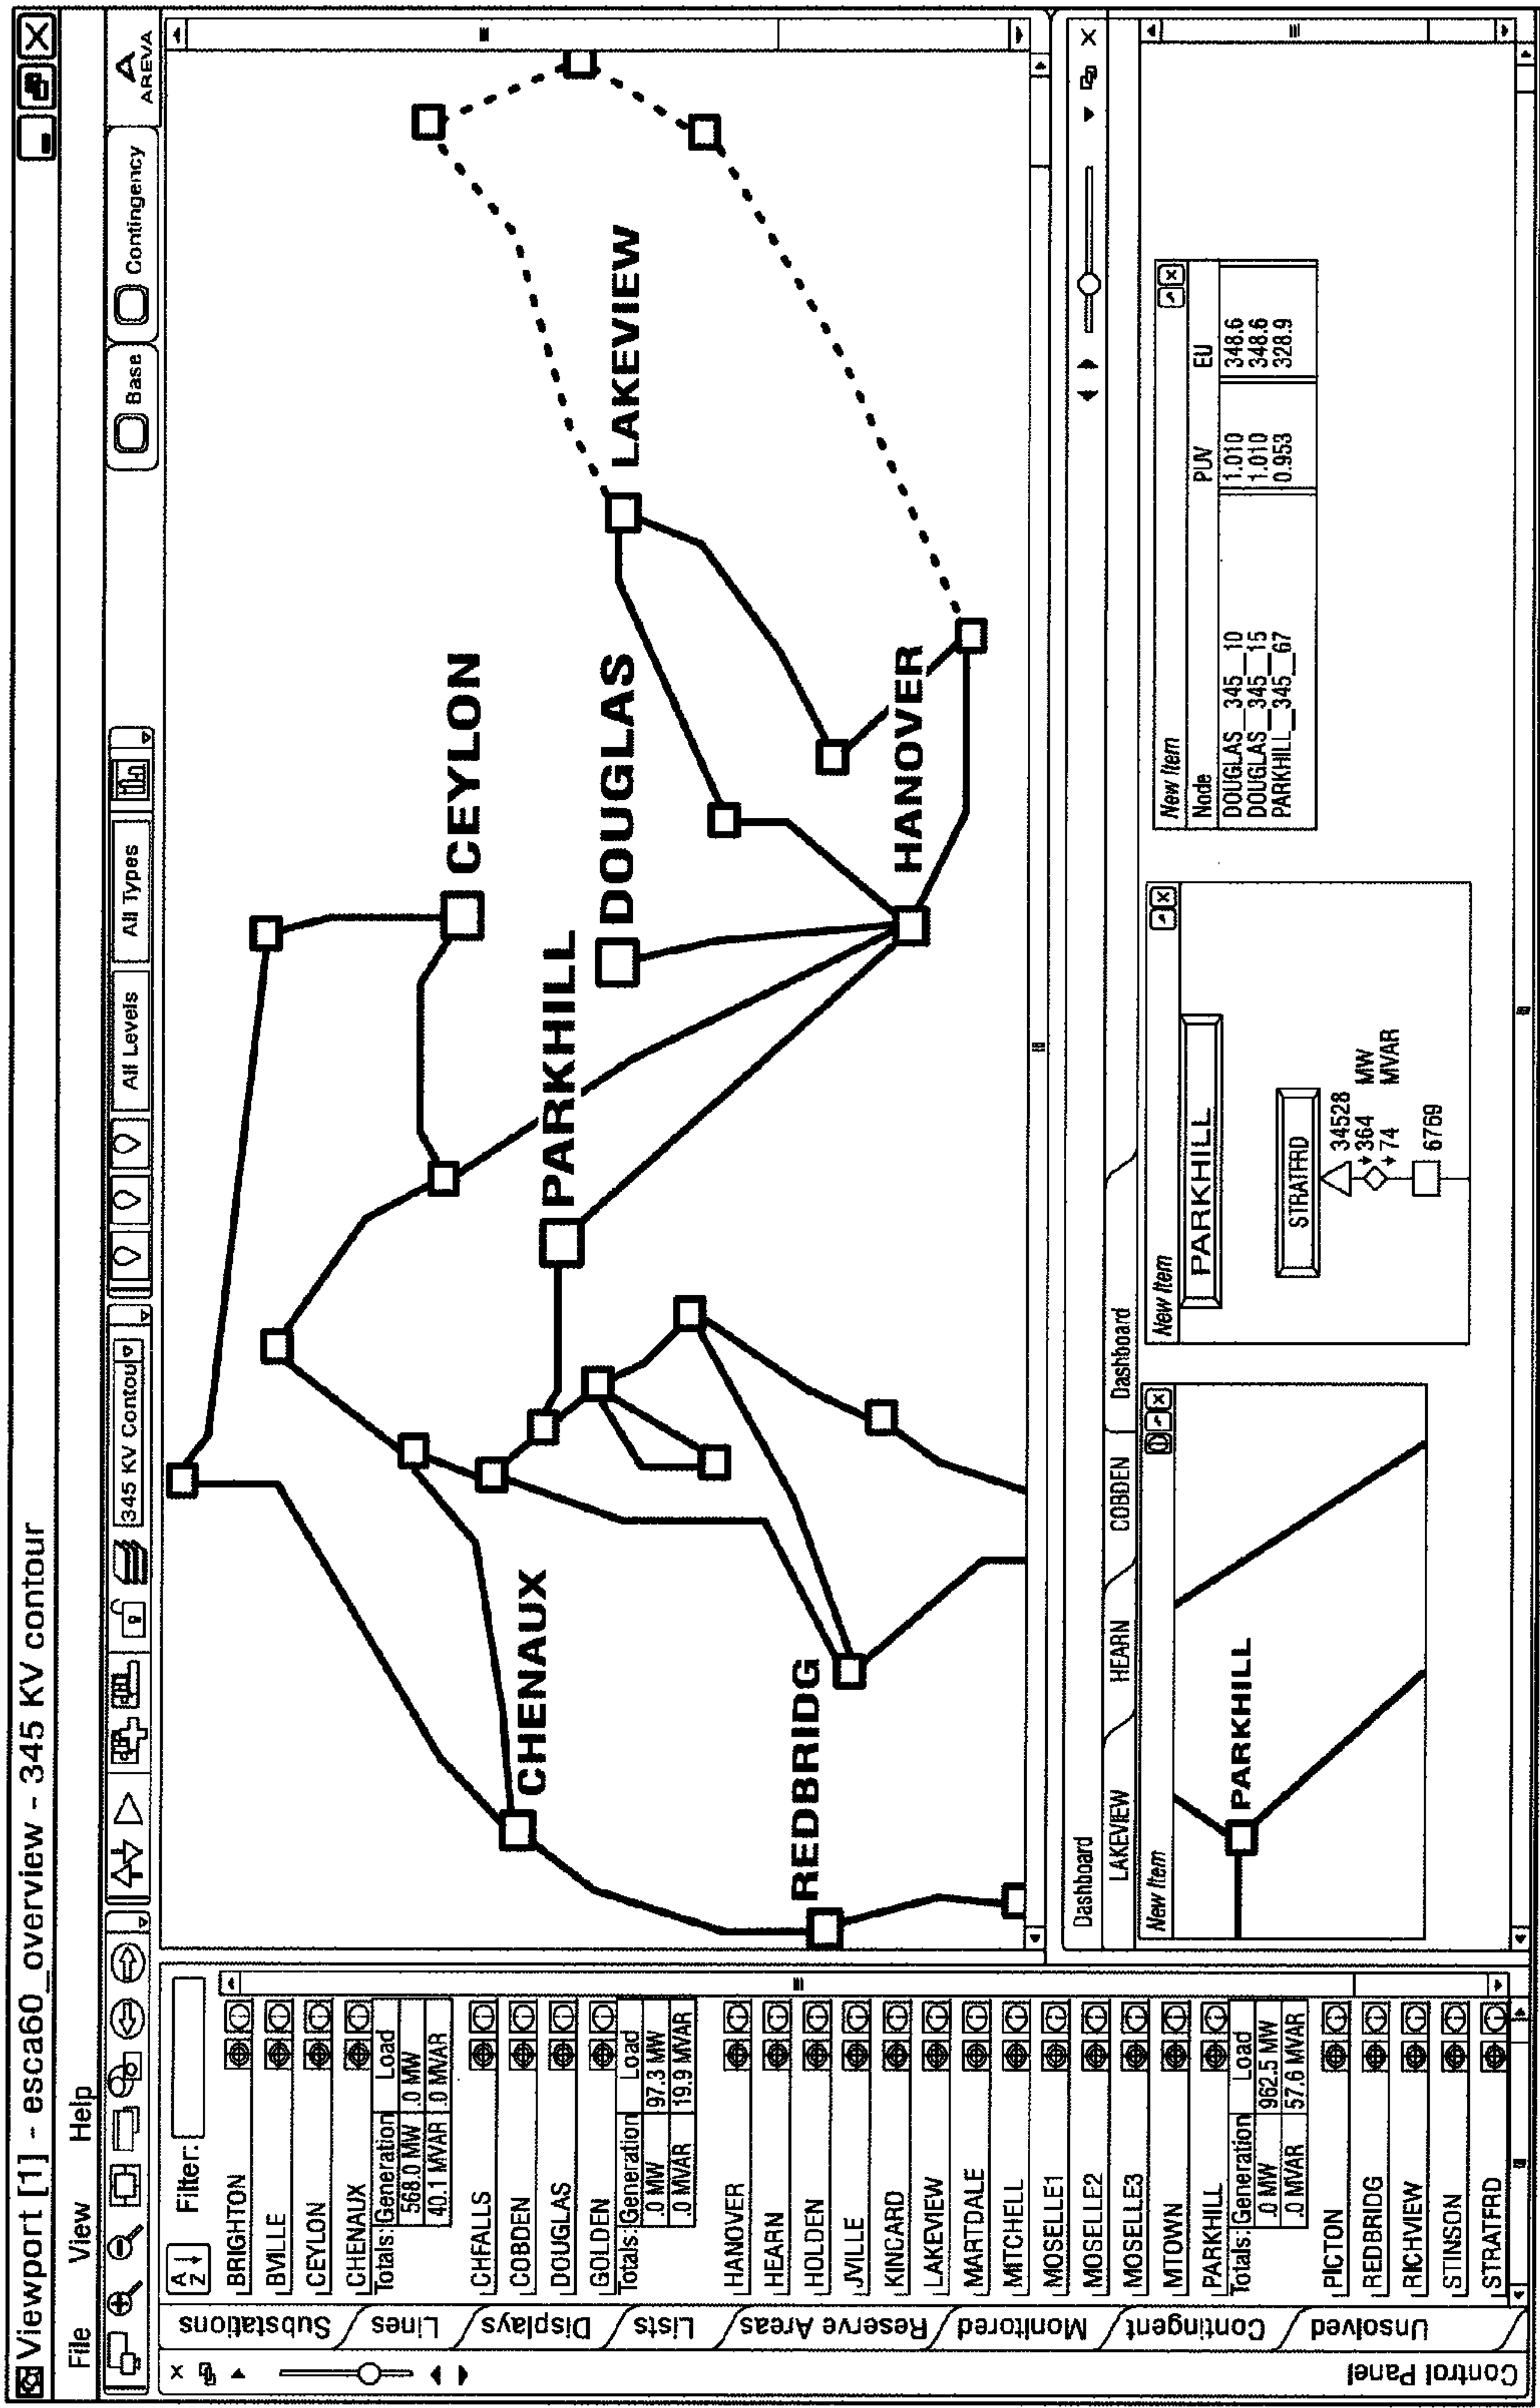 Viewport [1] - esca60_overview - 345 KV contour
File View Help
345 KV Contou
All Levels
All Types
Base
Contingency
AREVA
Control Panel
Substations
Lines
Displays
Lists
Reserve Areas
Monitored
Contingent
Unsolved
A Z
Filter:
BRIGHTON
BVILLE
CEYLON
CHENAUX
Totals: Generation Load
568.0 MW .0 MW
40.1 MVAR .0 MVAR
CHFALLS
COBDEN
DOUGLAS
GOLDEN
Totals: Generation Load
.0 MW 97.3 MW
.0 MVAR 19.9 MVAR
HANOVER
HEARN
HOLDEN
JVILLE
KINCARD
LAKEVIEW
MARTDALE
MITCHELL
MOSELLE1
MOSELLE2
MOSELLE3
MTOWN
PARKHILL
Totals: Generation Load
.0 MW 962.5 MW
.0 MVAR 57.6 MVAR
PICTON
REDBRIDG
RICHVIEW
STINSON
STRATFRD
CEYLON
CHENAUX
PARKHILL
DOUGLAS
LAKEVIEW
REDBRIDG
HANOVER
Dashboard
LAKEVIEW
HEARN
COBDEN
Dashboard
New Item
PARKHILL
New Item
PARKHILL
STRATFRD
34528
364 MW
74 MVAR
6769
New Item
Node PUV EU
DOUGLAS_345_10 1.010 348.6
DOUGLAS_345_15 1.010 348.6
PARKHILL_345_67 0.953 328.9